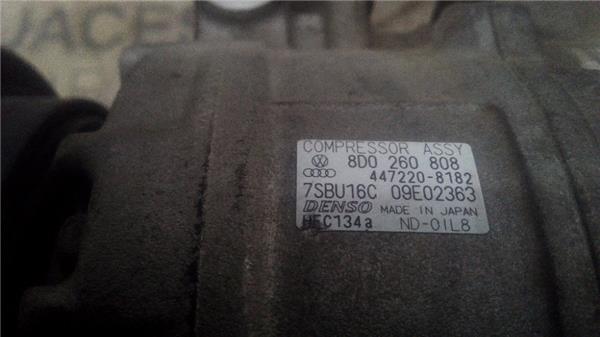 COMPRESSOR ASSY
8D0 260 808
447220-8182
7SBU16C 09E02363
DENSO MADE IN JAPAN
HFC134a ND-OIL8